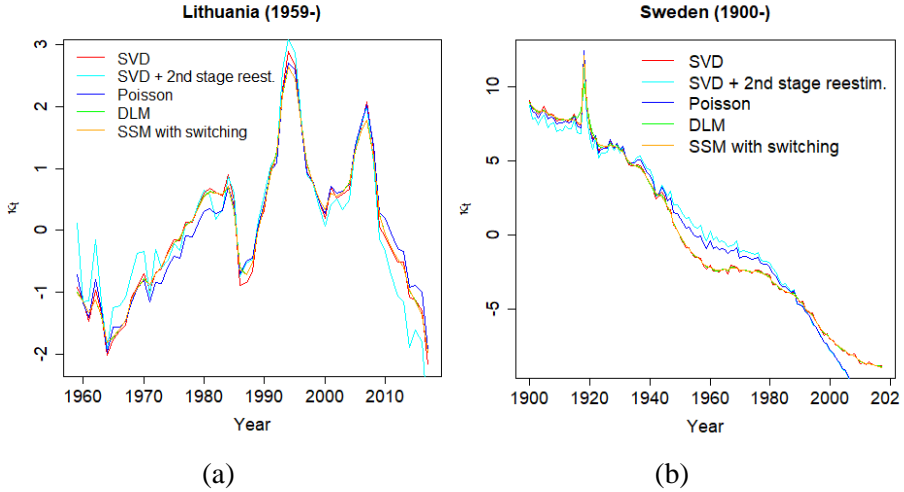 Lithuania (1959-)
SVD
SVD + 2nd stage reest.
Poisson
DLM
SSM with switching
3
2
1
0
-1
-2
κt
1960 1970 1980 1990 2000 2010
Year
(a)
Sweden (1900-)
SVD
SVD + 2nd stage reestim.
Poisson
DLM
SSM with switching
10
5
0
-5
κt
1900 1920 1940 1960 1980 2000 202
Year
(b)